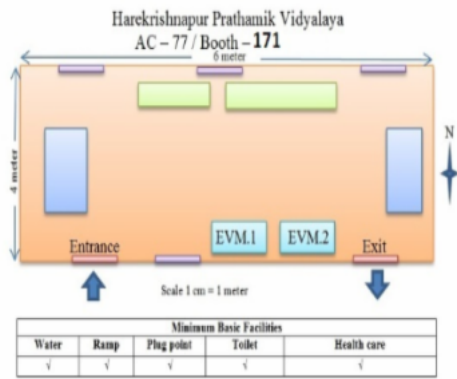 Harekrishnapur Prathamik Vidyalaya
AC – 77 / Booth – 171
6 meter
4 meter
N
EVM.1 EVM.2
Entrance Exit
Scale 1 cm = 1 meter
Minimum Basic Facilities
Water Ramp Plug point Toilet Health care
√ √ √ √ √